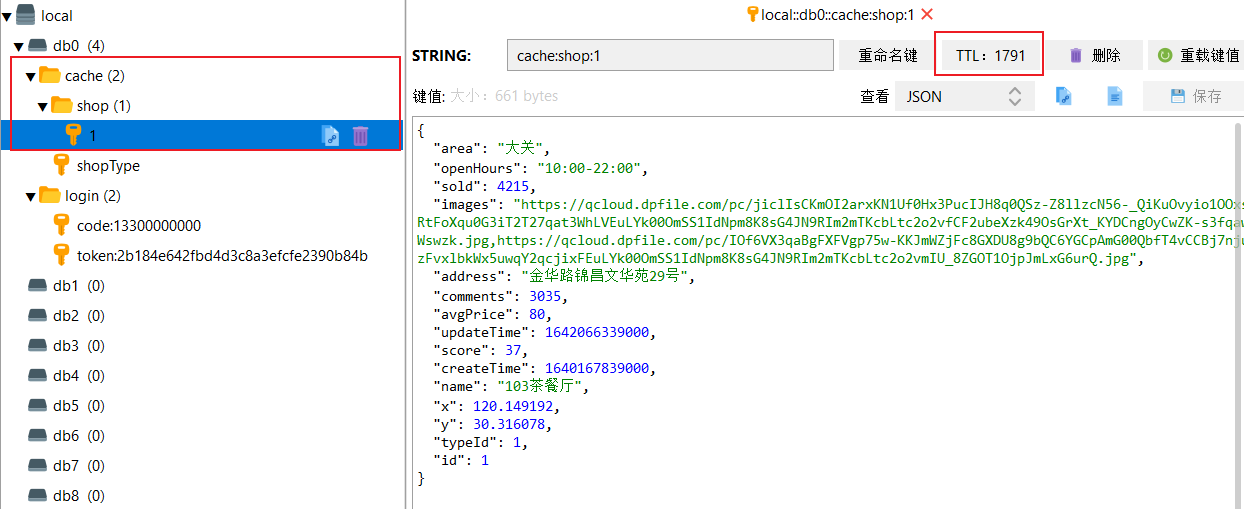 local
db0 (4)
cache (2)
shop (1)
1
shopType
login (2)
code:13300000000
token:2b184e642fbd4d3c8a3efcfe2390b84b
db1 (0)
db2 (0)
db3 (0)
db4 (0)
db5 (0)
db6 (0)
db7 (0)
db8 (0)
local::db0::cache:shop:1
STRING: cache:shop:1 重命名键 TTL：1791 删除 重载键值
键值: 大小：661 bytes 查看 JSON 保存
{
"area": "大关",
"openHours": "10:00-22:00",
"sold": 4215,
"images": "https://qcloud.dpfile.com/pc/jiclIsCKmOI2arxKN1Uf0Hx3PucIJH8q0QSz-Z8llzcN56-_QiKuOvyio1OOxs
RtFoXqu0G3iT2T27qat3WhLVEuLYk00OmSS1IdNpm8K8sG4JN9RIm2mTKcbLtc2o2vfCF2ubeXzk49OsGrXt_KYDCngOyCwZK-s3fqaw
Wswzk.jpg,https://qcloud.dpfile.com/pc/IOf6VX3qaBgFXFVgp75w-KKJmWZjFc8GXDU8g9bQC6YGCpAmG00QbfT4vCCBj7nju
zFvxlbkWx5uwqY2qcjixFEuLYk00OmSS1IdNpm8K8sG4JN9RIm2mTKcbLtc2o2vmIU_8ZGOT1OjpJmLxG6urQ.jpg",
"address": "金华路锦昌文华苑29号",
"comments": 3035,
"avgPrice": 80,
"updateTime": 1642066339000,
"score": 37,
"createTime": 1640167839000,
"name": "103茶餐厅",
"x": 120.149192,
"y": 30.316078,
"typeId": 1,
"id": 1
}